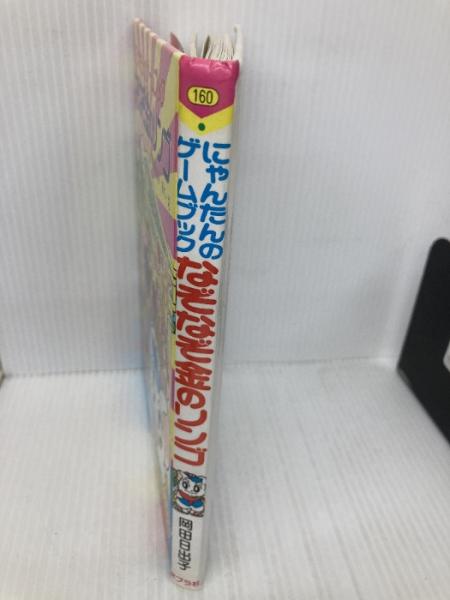 160
にゃんたんの
ゲームブック
なぞなぞ金のリンゴ
岡田日出子
ポプラ社